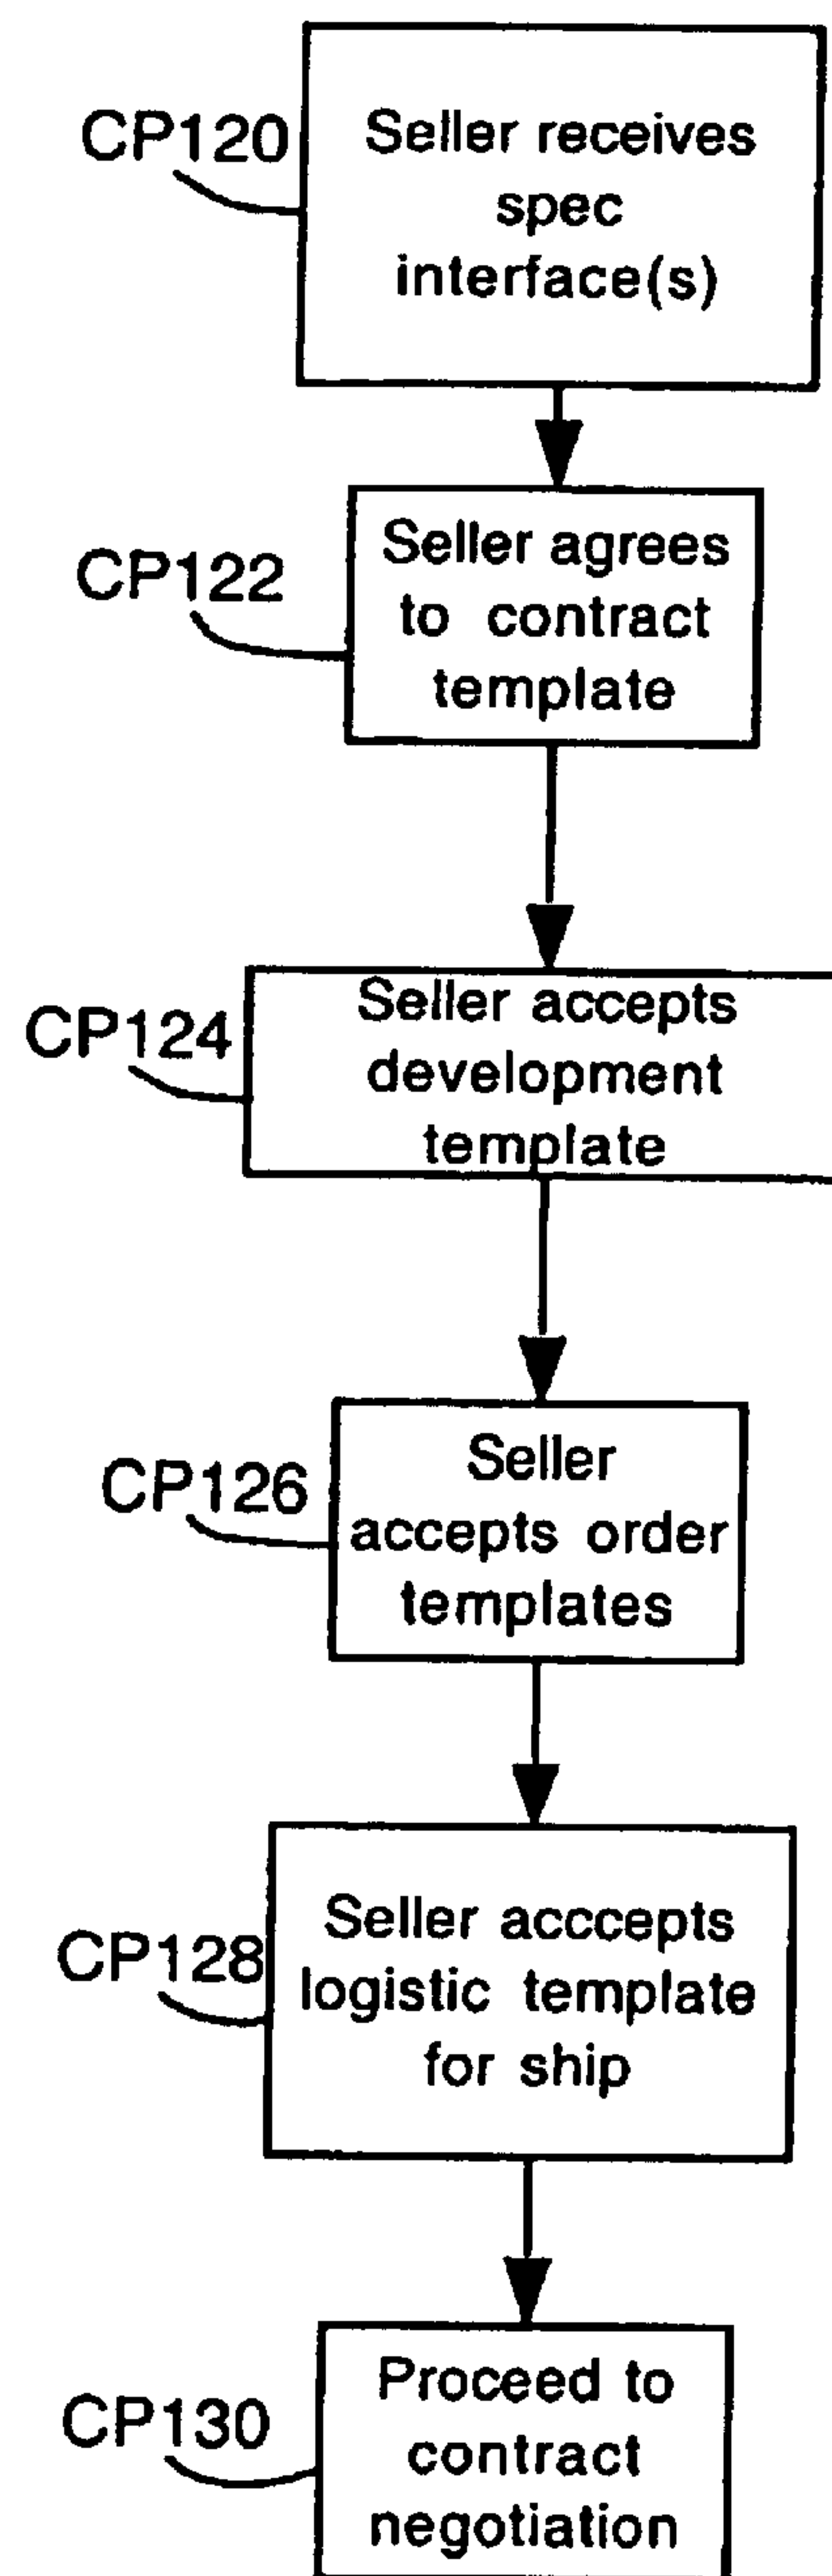 CP120
Seller receives
spec
interface(s)
CP122
Seller agrees
to contract
template
CP124
Seller accepts
development
template
CP126
Seller
accepts order
templates
CP128
Seller acccepts
logistic template
for ship
CP130
Proceed to
contract
negotiation